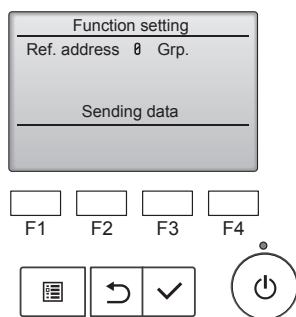 Function setting
Ref. address 0 Grp.
Sending data
F1 F2 F3 F4